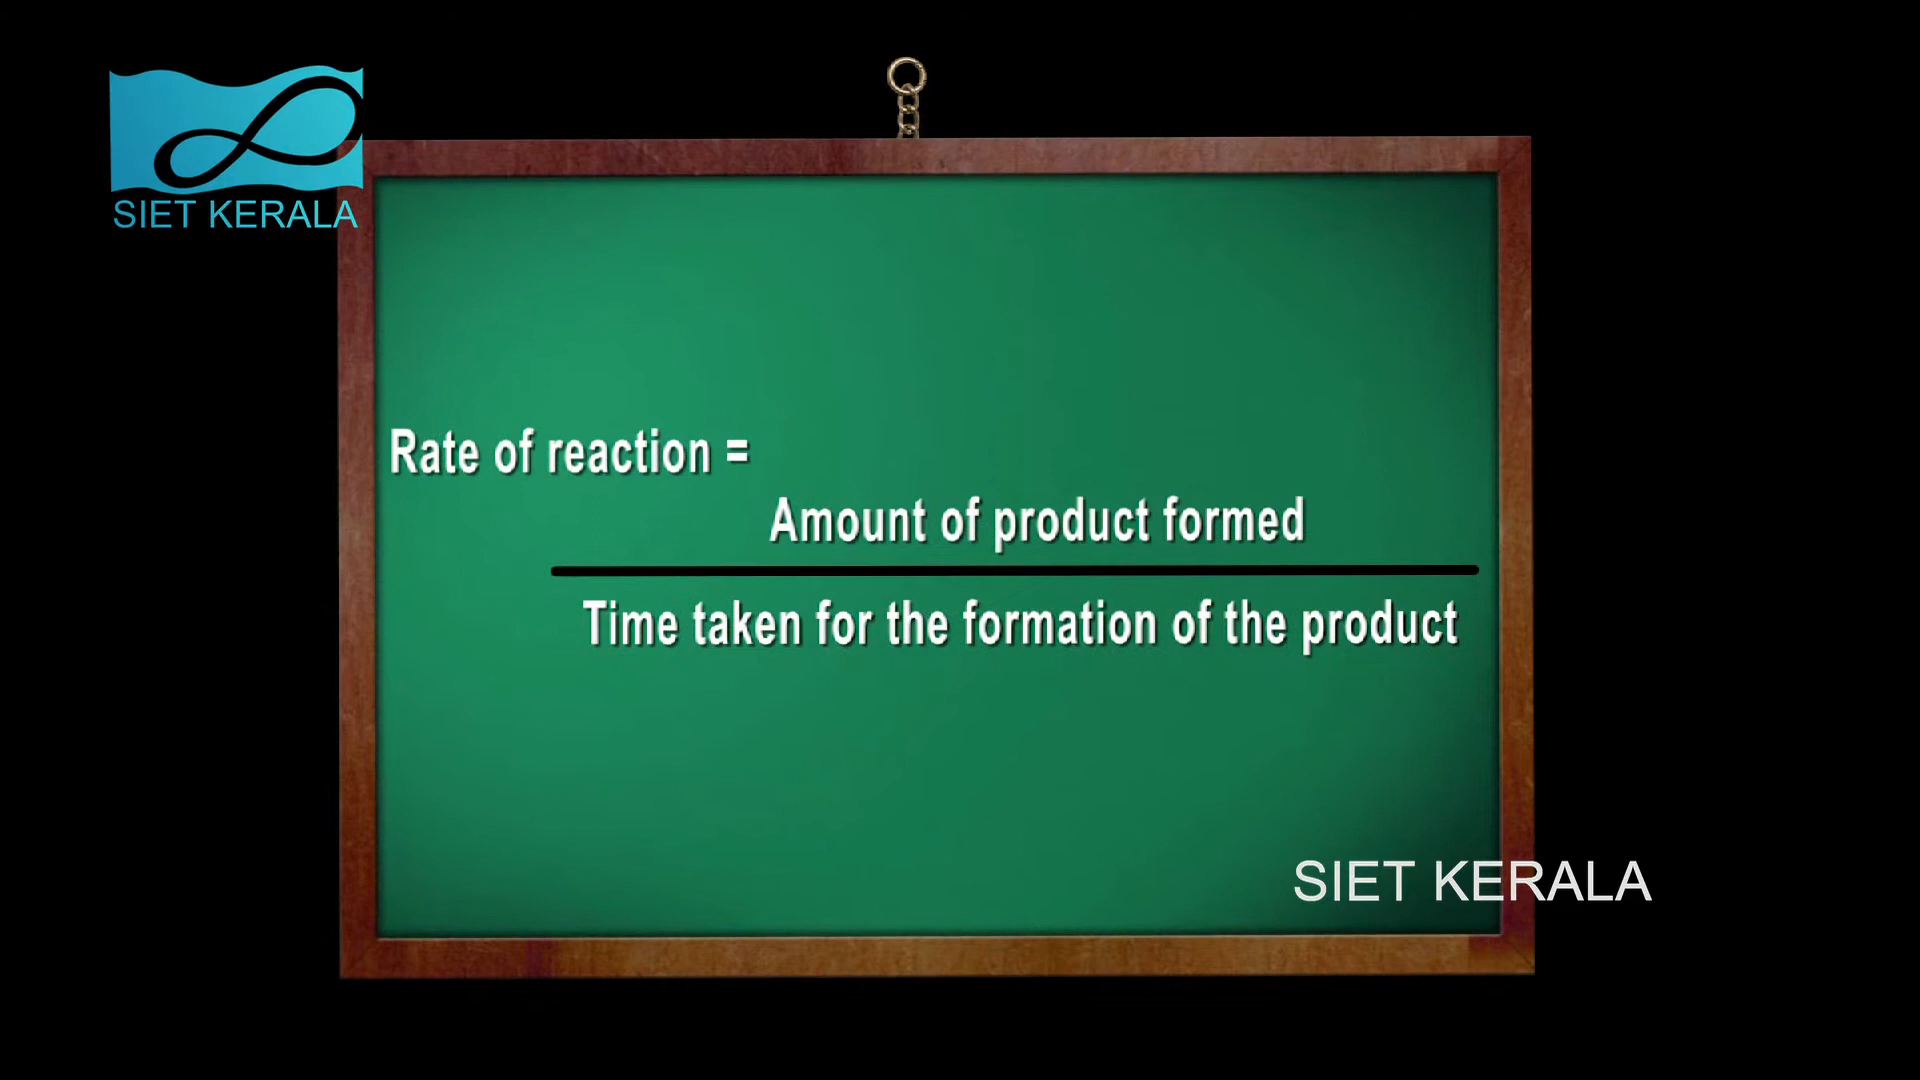 SIET KERALA
Rate of reaction =
Amount of product formed
Time taken for the formation of the product
SIET KERALA